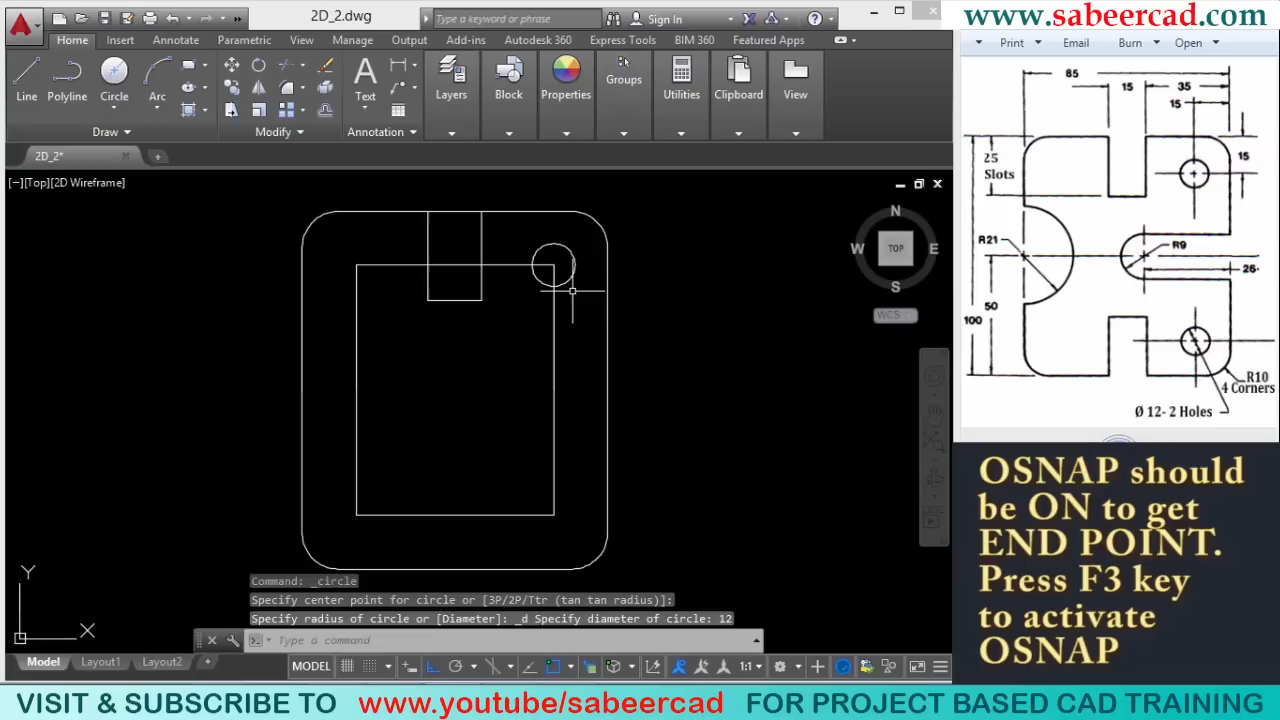 2D_2.dwg
Type a keyword or phrase
Sign In
www.sabeercad.com
Home Insert Annotate Parametric View Manage Output Add-ins Autodesk 360 Express Tools BIM 360 Featured Apps
Print Email Burn Open
Line Polyline Circle Arc Text Layers Block Properties Groups Utilities Clipboard View
Draw Modify Annotation
2D_2*
[−][Top][2D Wireframe]
85
15 35
15
25
Slots
15
R21
R9
26
50
100
R10
4 Corners
Ø 12- 2 Holes
N
W TOP E
S
WCS
OSNAP should
be ON to get
END POINT.
Press F3 key
to activate
OSNAP
Y
X
Command: _circle
Specify center point for circle or [3P/2P/Ttr (tan tan radius)]:
Specify radius of circle or [Diameter]: _d Specify diameter of circle: 12
Type a command
Model Layout1 Layout2 +
MODEL 1:1
VISIT & SUBSCRIBE TO www.youtube/sabeercad FOR PROJECT BASED CAD TRAINING